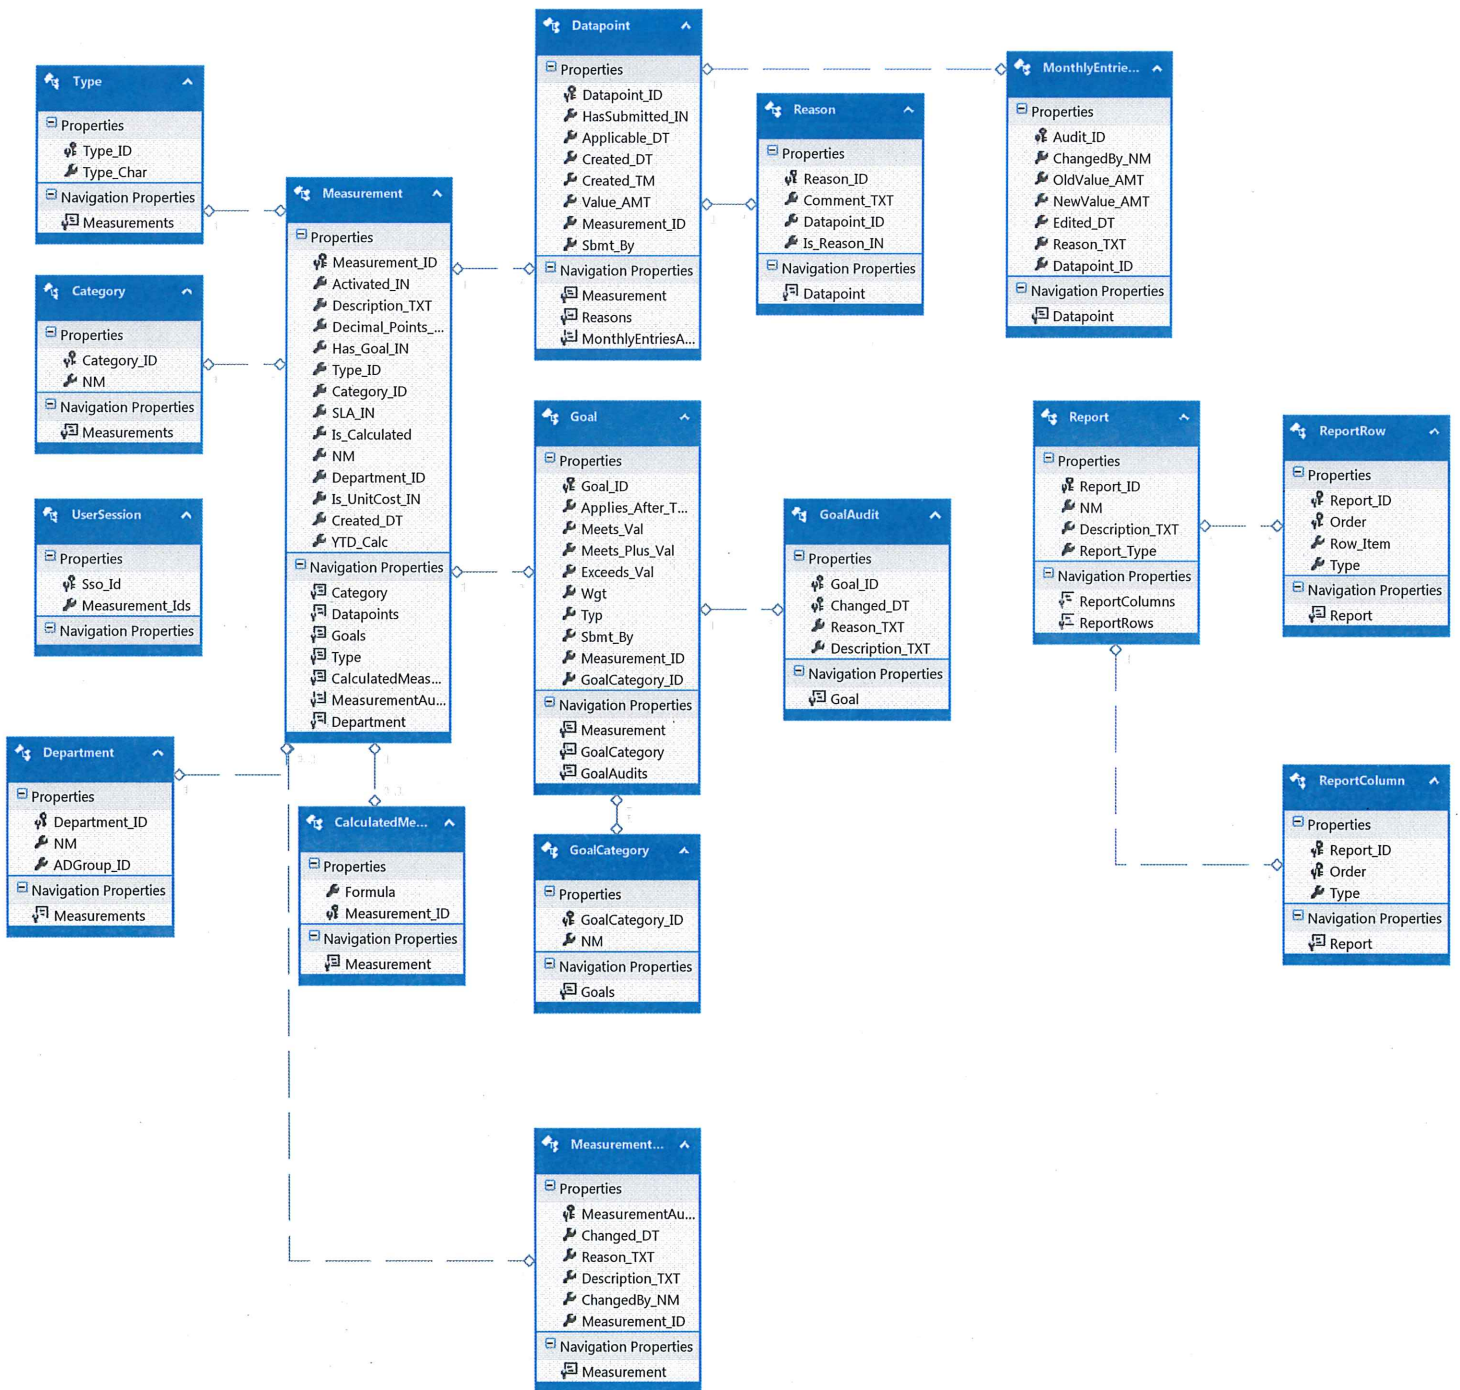 Type
Properties
Type_ID
Type_Char
Navigation Properties
Measurements
Category
Properties
Category_ID
NM
Navigation Properties
Measurements
UserSession
Properties
Sso_Id
Measurement_Ids
Navigation Properties
Department
Properties
Department_ID
NM
ADGroup_ID
Navigation Properties
Measurements
Measurement
Properties
Measurement_ID
Activated_IN
Description_TXT
Decimal_Points_...
Has_Goal_IN
Type_ID
Category_ID
SLA_IN
Is_Calculated
NM
Department_ID
Is_UnitCost_IN
Created_DT
YTD_Calc
Navigation Properties
Category
Datapoints
Goals
Type
CalculatedMeas...
MeasurementAu...
Department
CalculatedMe...
Properties
Formula
Measurement_ID
Navigation Properties
Measurement
Datapoint
Properties
Datapoint_ID
HasSubmitted_IN
Applicable_DT
Created_DT
Created_TM
Value_AMT
Measurement_ID
Sbmt_By
Navigation Properties
Measurement
Reasons
MonthlyEntriesA...
Goal
Properties
Goal_ID
Applies_After_T...
Meets_Val
Meets_Plus_Val
Exceeds_Val
Wgt
Typ
Sbmt_By
Measurement_ID
GoalCategory_ID
Navigation Properties
Measurement
GoalCategory
GoalAudits
GoalCategory
Properties
GoalCategory_ID
NM
Navigation Properties
Goals
Measurement...
Properties
MeasurementAu...
Changed_DT
Reason_TXT
Description_TXT
ChangedBy_NM
Measurement_ID
Navigation Properties
Measurement
Reason
Properties
Reason_ID
Comment_TXT
Datapoint_ID
Is_Reason_IN
Navigation Properties
Datapoint
GoalAudit
Properties
Goal_ID
Changed_DT
Reason_TXT
Description_TXT
Navigation Properties
Goal
MonthlyEntrie...
Properties
Audit_ID
ChangedBy_NM
OldValue_AMT
NewValue_AMT
Edited_DT
Reason_TXT
Datapoint_ID
Navigation Properties
Datapoint
Report
Properties
Report_ID
NM
Description_TXT
Report_Type
Navigation Properties
ReportColumns
ReportRows
ReportRow
Properties
Report_ID
Order
Row_Item
Type
Navigation Properties
Report
ReportColumn
Properties
Report_ID
Order
Type
Navigation Properties
Report